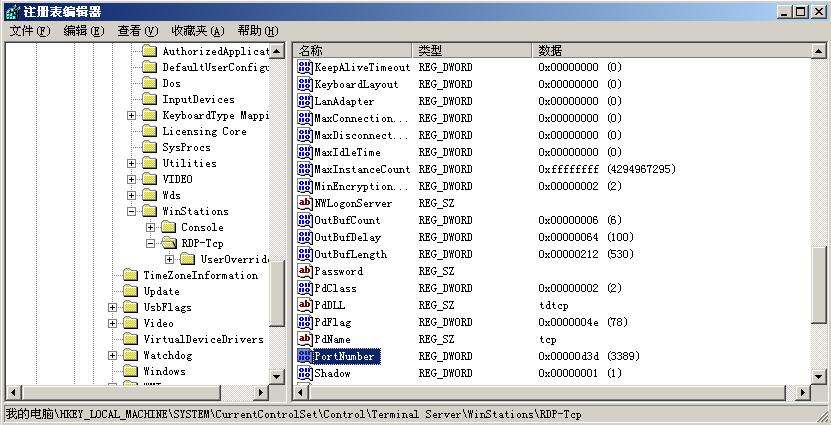 注册表编辑器
文件(F) 编辑(E) 查看(V) 收藏夹(A) 帮助(H)
AuthorizedApplicat
DefaultUserConfigu
Dos
InputDevices
KeyboardType Mappi
Licensing Core
SysProcs
Utilities
VIDEO
Wds
WinStations
Console
RDP-Tcp
UserOverride
TimeZoneInformation
Update
UsbFlags
Video
VirtualDeviceDrivers
Watchdog
Windows
名称 类型 数据
KeepAliveTimeout REG_DWORD 0x00000000 (0)
KeyboardLayout REG_DWORD 0x00000000 (0)
LanAdapter REG_DWORD 0x00000000 (0)
MaxConnection... REG_DWORD 0x00000000 (0)
MaxDisconnect... REG_DWORD 0x00000000 (0)
MaxIdleTime REG_DWORD 0x00000000 (0)
MaxInstanceCount REG_DWORD 0xffffffff (4294967295)
MinEncryption... REG_DWORD 0x00000002 (2)
NWLogonServer REG_SZ
OutBufCount REG_DWORD 0x00000006 (6)
OutBufDelay REG_DWORD 0x00000064 (100)
OutBufLength REG_DWORD 0x00000212 (530)
Password REG_SZ
PdClass REG_DWORD 0x00000002 (2)
PdDLL REG_SZ tdtcp
PdFlag REG_DWORD 0x0000004e (78)
PdName REG_SZ tcp
PortNumber REG_DWORD 0x00000d3d (3389)
Shadow REG_DWORD 0x00000001 (1)
我的电脑\HKEY_LOCAL_MACHINE\SYSTEM\CurrentControlSet\Control\Terminal Server\WinStations\RDP-Tcp